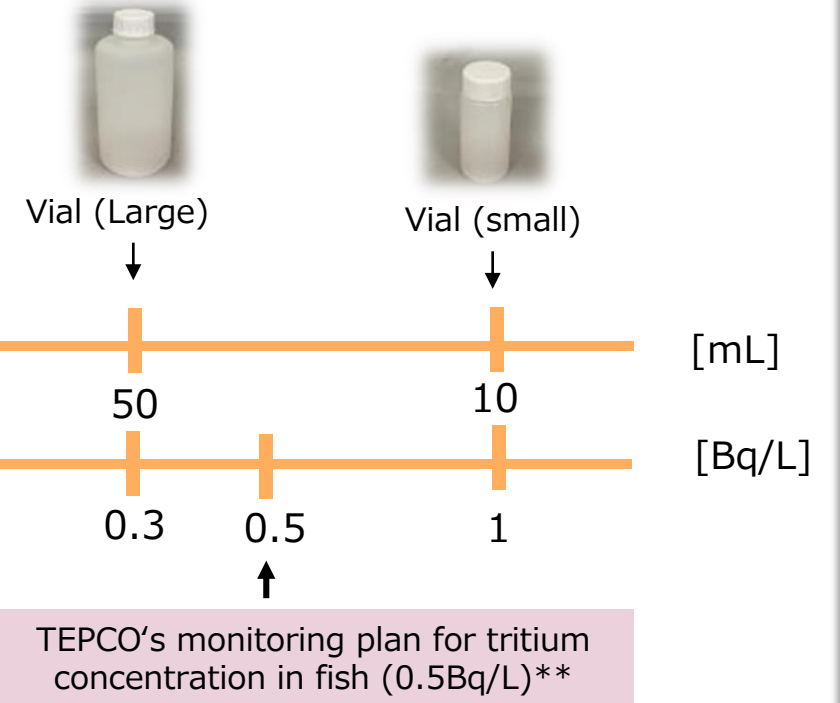 Vial (Large)
Vial (small)
[mL]
50
10
[Bq/L]
0.3
0.5
1
TEPCO‘s monitoring plan for tritium
concentration in fish (0.5Bq/L)**